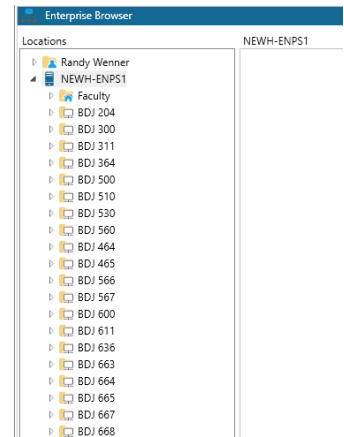 Enterprise Browser
Locations
NEWH-ENPS1
Randy Wenner
NEWH-ENPS1
Faculty
BDJ 204
BDJ 300
BDJ 311
BDJ 364
BDJ 500
BDJ 510
BDJ 530
BDJ 560
BDJ 464
BDJ 465
BDJ 566
BDJ 567
BDJ 600
BDJ 611
BDJ 636
BDJ 663
BDJ 664
BDJ 665
BDJ 667
BDJ 668